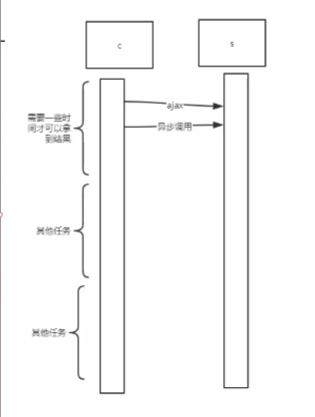 c
s
ajax
需要一些时
间才可以拿
到结果
异步调用
其他任务
其他任务